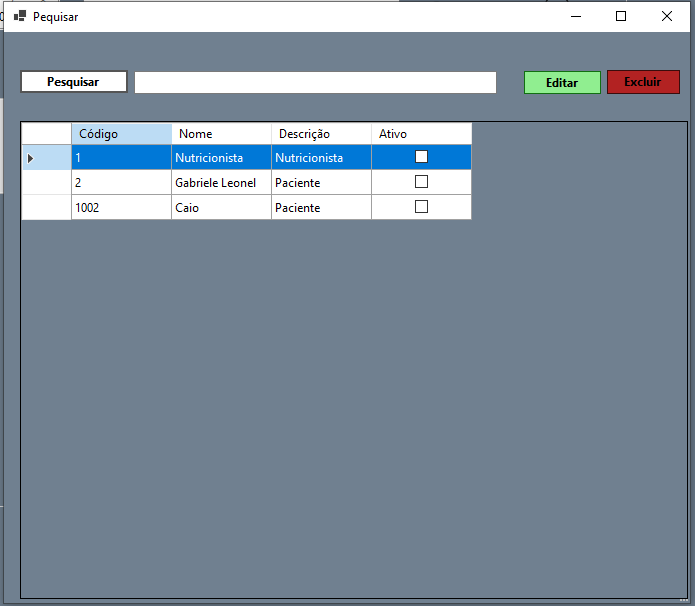 Pequisar
Pesquisar Editar Excluir
Código Nome Descrição Ativo
1 Nutricionista Nutricionista
2 Gabriele Leonel Paciente
1002 Caio Paciente